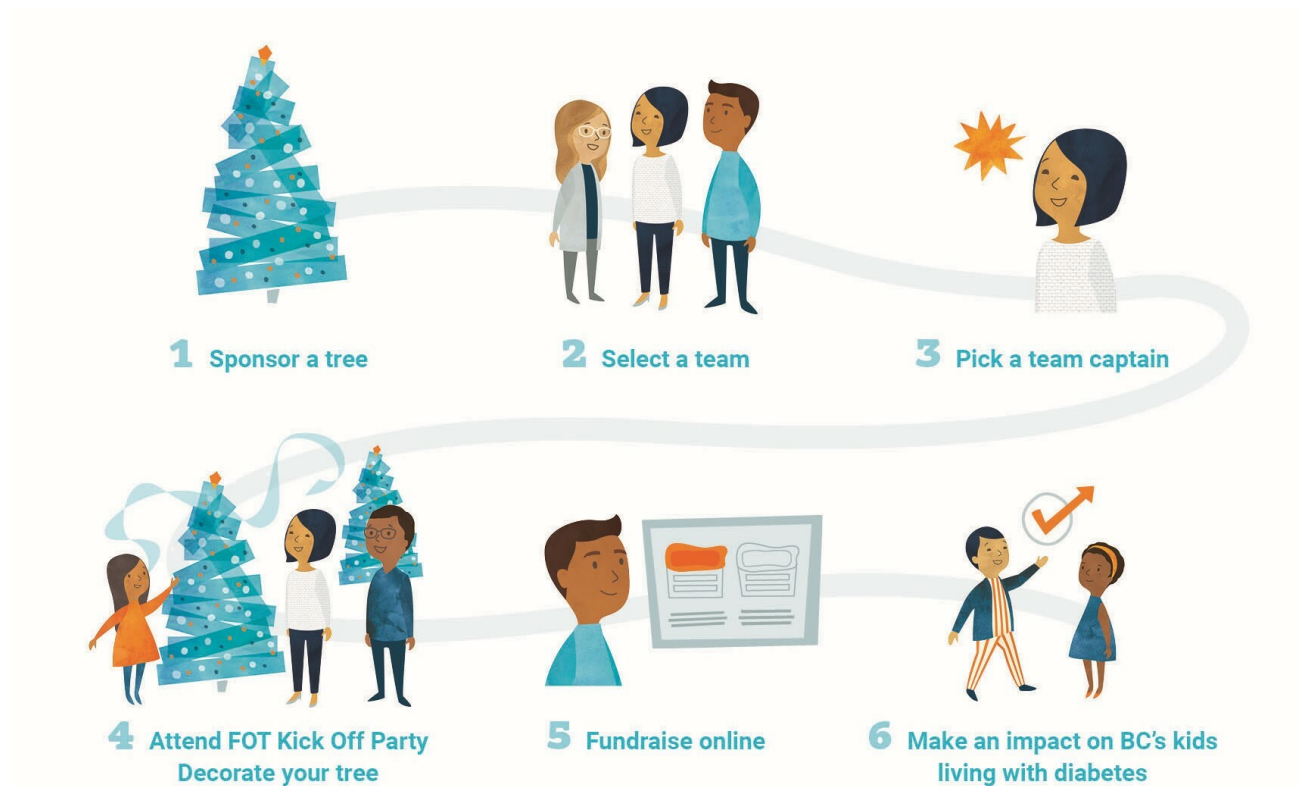 1 Sponsor a tree
2 Select a team
3 Pick a team captain
4 Attend FOT Kick Off Party
Decorate your tree
5 Fundraise online
6 Make an impact on BC's kids
living with diabetes